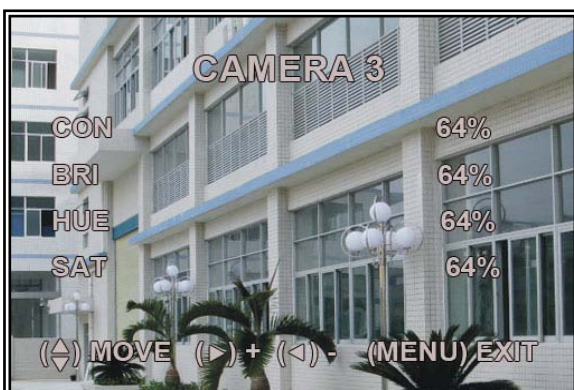 CAMERA 3
CON 64%
BRI 64%
HUE 64%
SAT 64%
(▲▼) MOVE (►) + (◄) - (MENU) EXIT